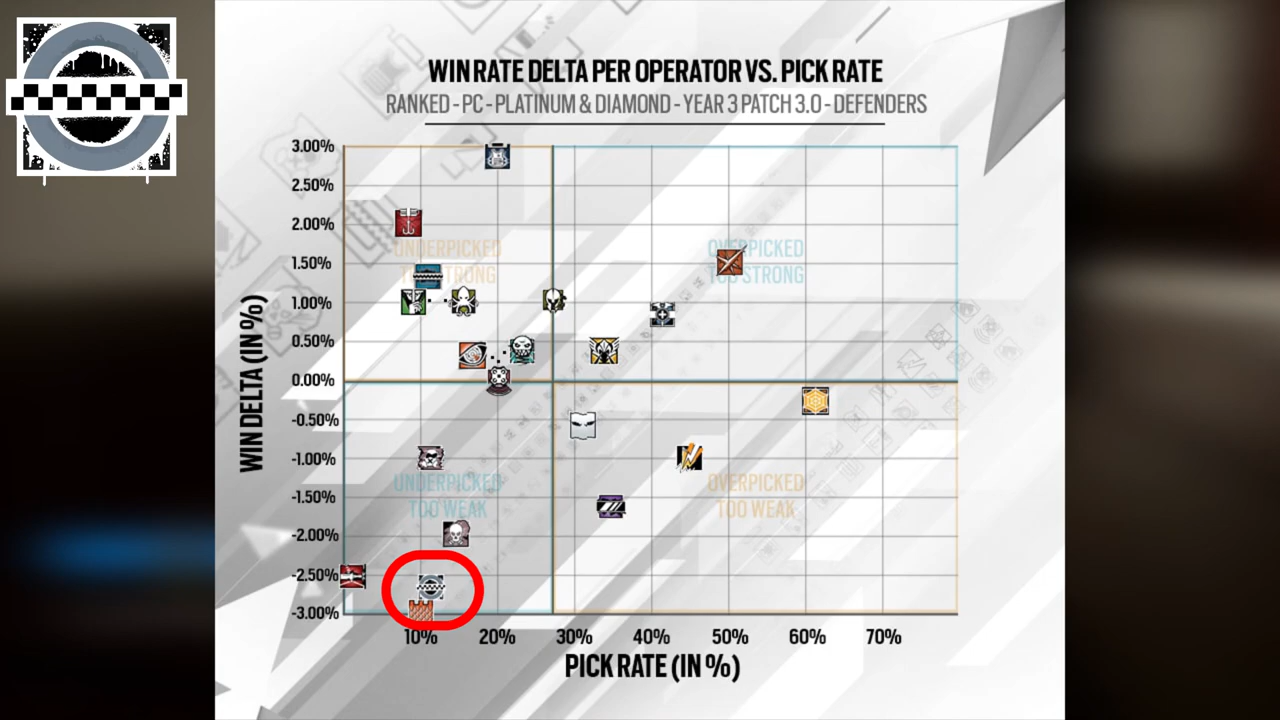 WIN RATE DELTA PER OPERATOR VS. PICK RATE
RANKED - PC - PLATINUM & DIAMOND - YEAR 3 PATCH 3.0 - DEFENDERS
3.00%
2.50%
2.00%
1.50%
1.00%
0.50%
0.00%
-0.50%
-1.00%
-1.50%
-2.00%
-2.50%
-3.00%
WIN DELTA (IN %)
UNDERPICKED
TOO STRONG
OVERPICKED
TOO STRONG
UNDERPICKED
TOO WEAK
OVERPICKED
TOO WEAK
10%
20%
30%
40%
50%
60%
70%
PICK RATE (IN %)